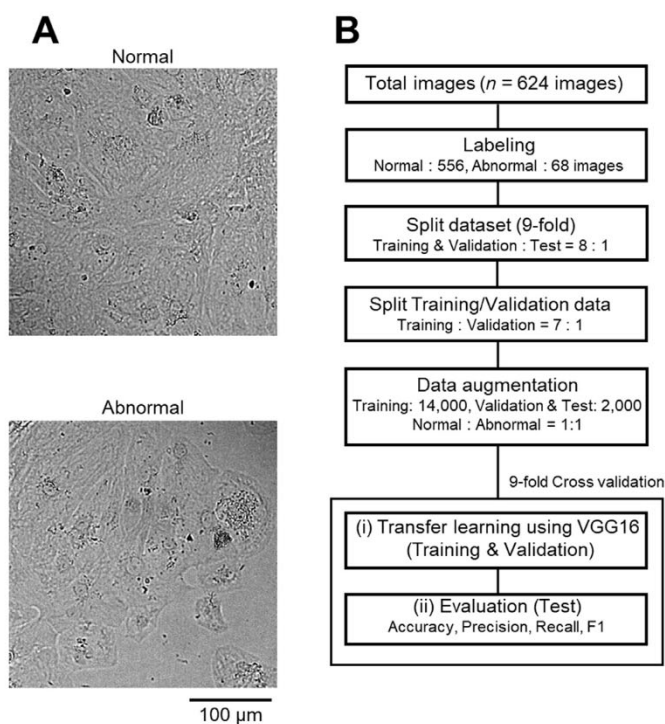 A
Normal
Abnormal
100 μm
B
Total images (n = 624 images)
Labeling
Normal : 556, Abnormal : 68 images
Split dataset (9-fold)
Training & Validation : Test = 8 : 1
Split Training/Validation data
Training : Validation = 7 : 1
Data augmentation
Training: 14,000, Validation & Test: 2,000
Normal : Abnormal = 1:1
9-fold Cross validation
(i) Transfer learning using VGG16
(Training & Validation)
(ii) Evaluation (Test)
Accuracy, Precision, Recall, F1